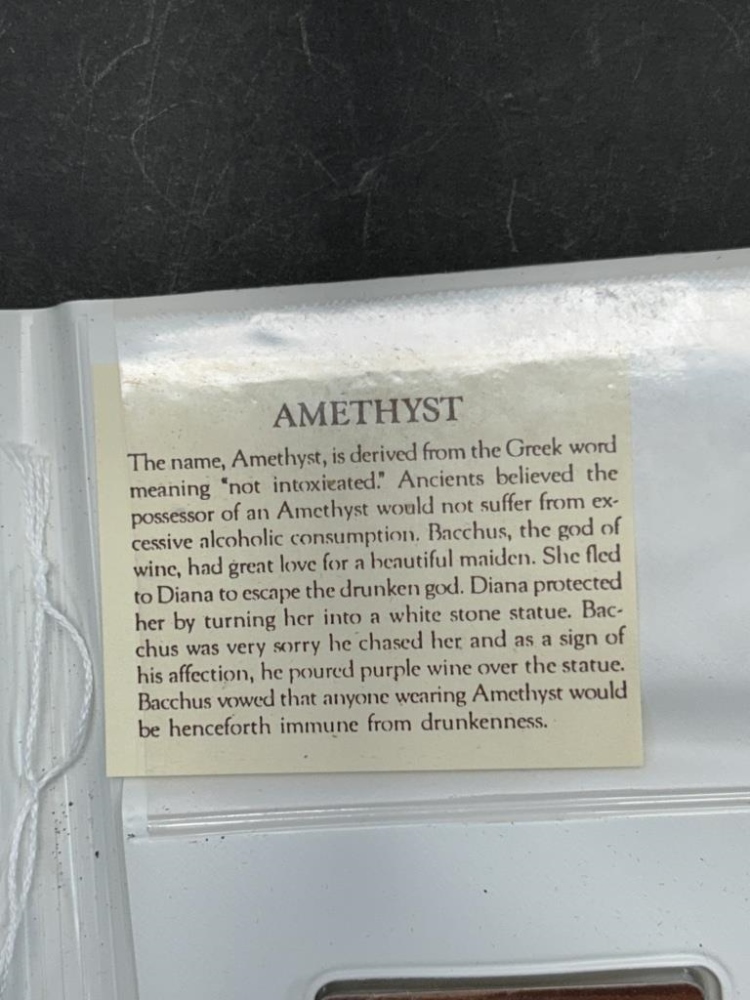 AMETHYST
The name, Amethyst, is derived from the Greek word
meaning "not intoxicated." Ancients believed the
possessor of an Amethyst would not suffer from ex-
cessive alcoholic consumption. Bacchus, the god of
wine, had great love for a beautiful maiden. She fled
to Diana to escape the drunken god. Diana protected
her by turning her into a white stone statue. Bac-
chus was very sorry he chased her and as a sign of
his affection, he poured purple wine over the statue.
Bacchus vowed that anyone wearing Amethyst would
be henceforth immune from drunkenness.